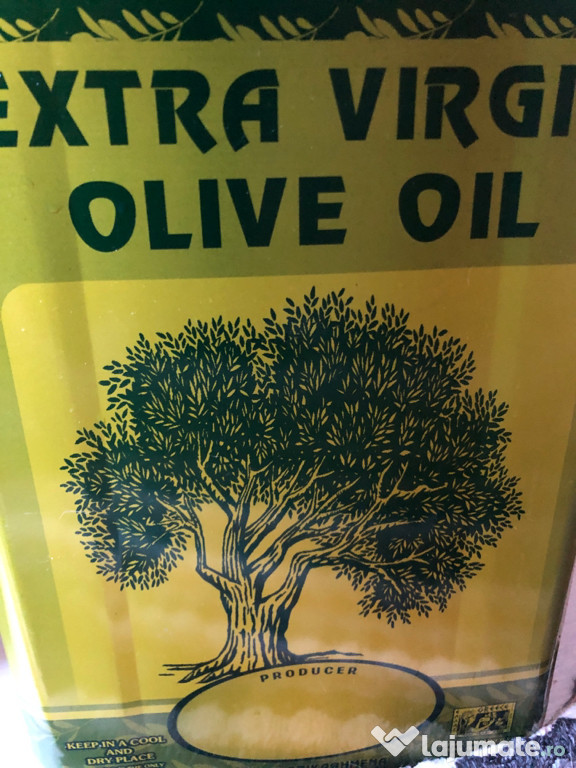 EXTRA VIRGI
OLIVE OIL
PRODUCER
KEEP IN A COOL
AND
DRY PLACE
lajumate.ro